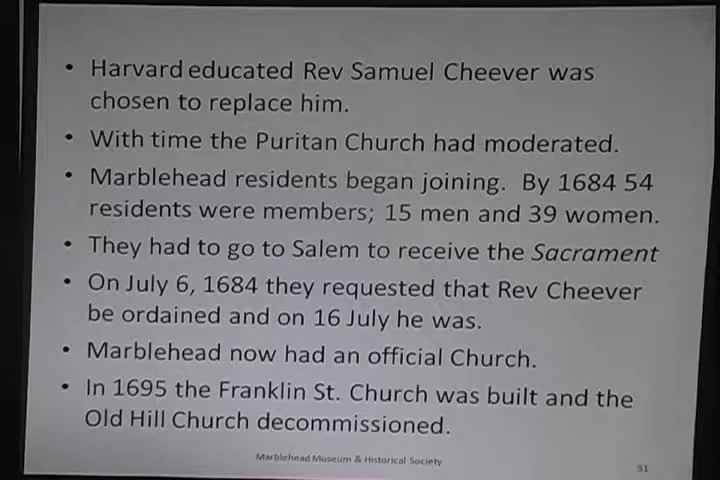 • Harvard educated Rev Samuel Cheever was
chosen to replace him.
• With time the Puritan Church had moderated.
• Marblehead residents began joining. By 1684 54
residents were members; 15 men and 39 women.
• They had to go to Salem to receive the Sacrament
• On July 6, 1684 they requested that Rev Cheever
be ordained and on 16 July he was.
• Marblehead now had an official Church.
• In 1695 the Franklin St. Church was built and the
Old Hill Church decommissioned.
Marblehead Museum & Historical Society
31